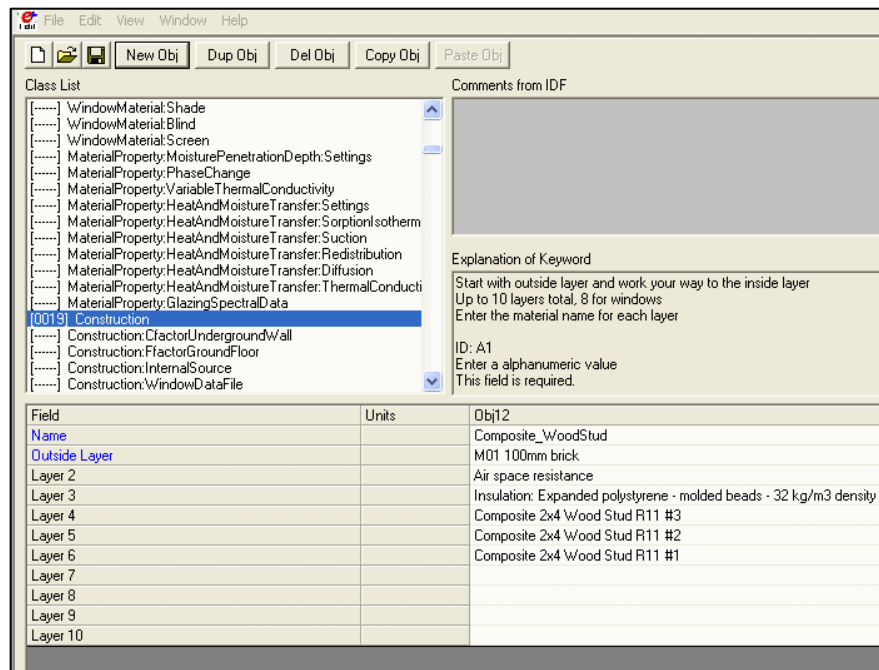 File Edit View Window Help
New Obj Dup Obj Del Obj Copy Obj Paste Obj
Class List
[------] WindowMaterial:Shade
[------] WindowMaterial:Blind
[------] WindowMaterial:Screen
[------] MaterialProperty:MoisturePenetrationDepth:Settings
[------] MaterialProperty:PhaseChange
[------] MaterialProperty:VariableThermalConductivity
[------] MaterialProperty:HeatAndMoistureTransfer:Settings
[------] MaterialProperty:HeatAndMoistureTransfer:SorptionIsotherm
[------] MaterialProperty:HeatAndMoistureTransfer:Suction
[------] MaterialProperty:HeatAndMoistureTransfer:Redistribution
[------] MaterialProperty:HeatAndMoistureTransfer:Diffusion
[------] MaterialProperty:HeatAndMoistureTransfer:ThermalConducti
[------] MaterialProperty:GlazingSpectralData
[0019] Construction
[------] Construction:CfactorUndergroundWall
[------] Construction:FfactorGroundFloor
[------] Construction:InternalSource
[------] Construction:WindowDataFile
Comments from IDF
Explanation of Keyword
Start with outside layer and work your way to the inside layer
Up to 10 layers total, 8 for windows
Enter the material name for each layer
ID: A1
Enter a alphanumeric value
This field is required.
Field Units Obj12
Name Composite_WoodStud
Outside Layer M01 100mm brick
Layer 2 Air space resistance
Layer 3 Insulation: Expanded polystyrene - molded beads - 32 kg/m3 density
Layer 4 Composite 2x4 Wood Stud R11 #3
Layer 5 Composite 2x4 Wood Stud R11 #2
Layer 6 Composite 2x4 Wood Stud R11 #1
Layer 7
Layer 8
Layer 9
Layer 10